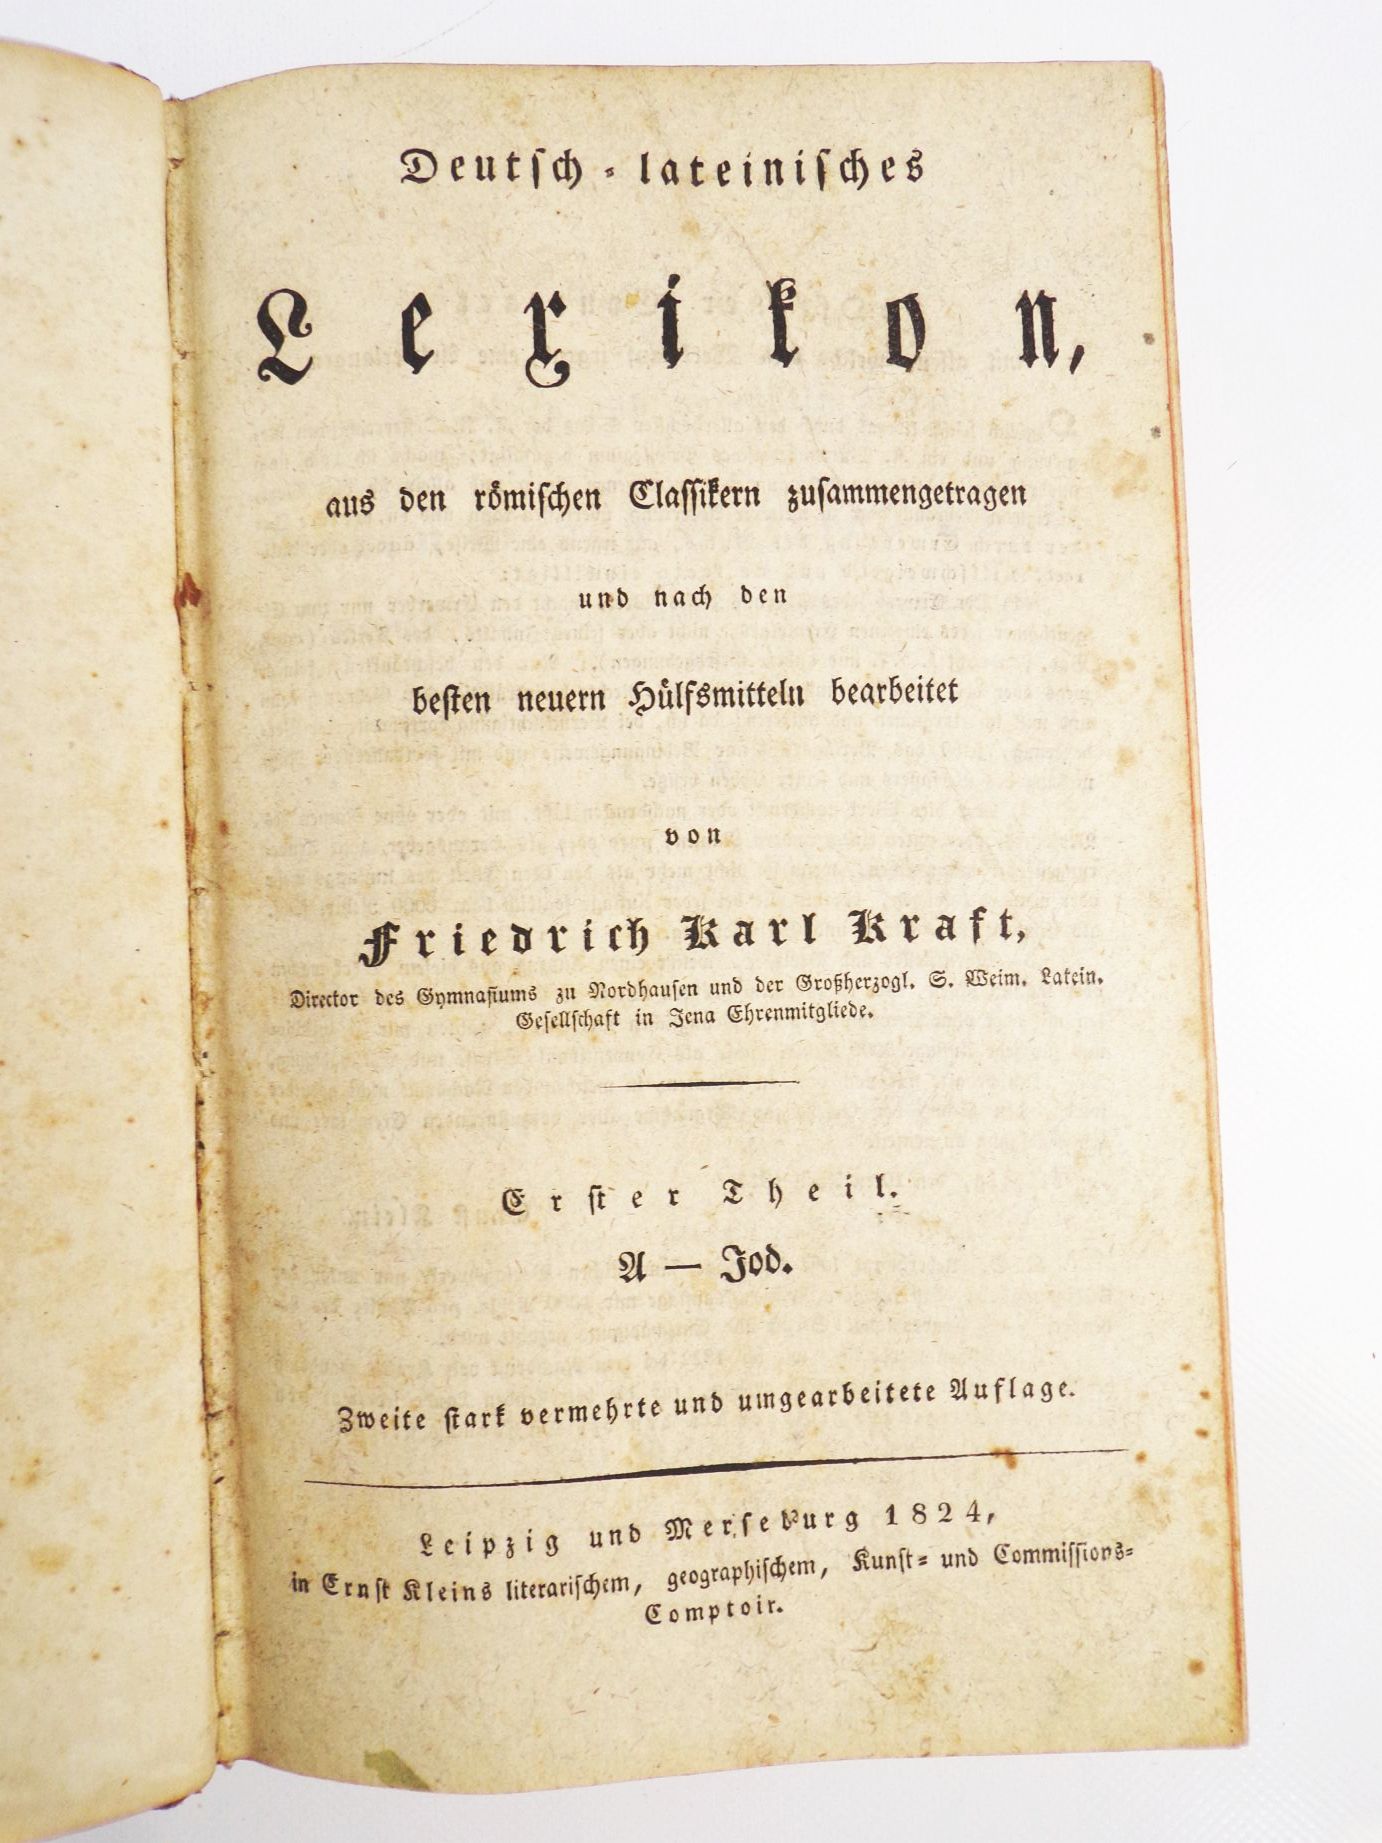 Deutsch-lateinisches
Lexikon,
aus den römischen Classikern zusammengetragen
und nach den
besten neuern Hülfsmitteln bearbeitet
von
Friedrich Karl Kraft,
Director des Gymnasiums zu Nordhausen und der Großherzogl. S. Weim. Latein.
Gesellschaft in Jena Ehrenmitgliede.
Erster Theil.
A — Jod.
Zweite stark vermehrte und umgearbeitete Auflage.
Leipzig und Merseburg 1824,
in Ernst Kleins literarischem, geographischem, Kunst- und Commissions-
Comptoir.